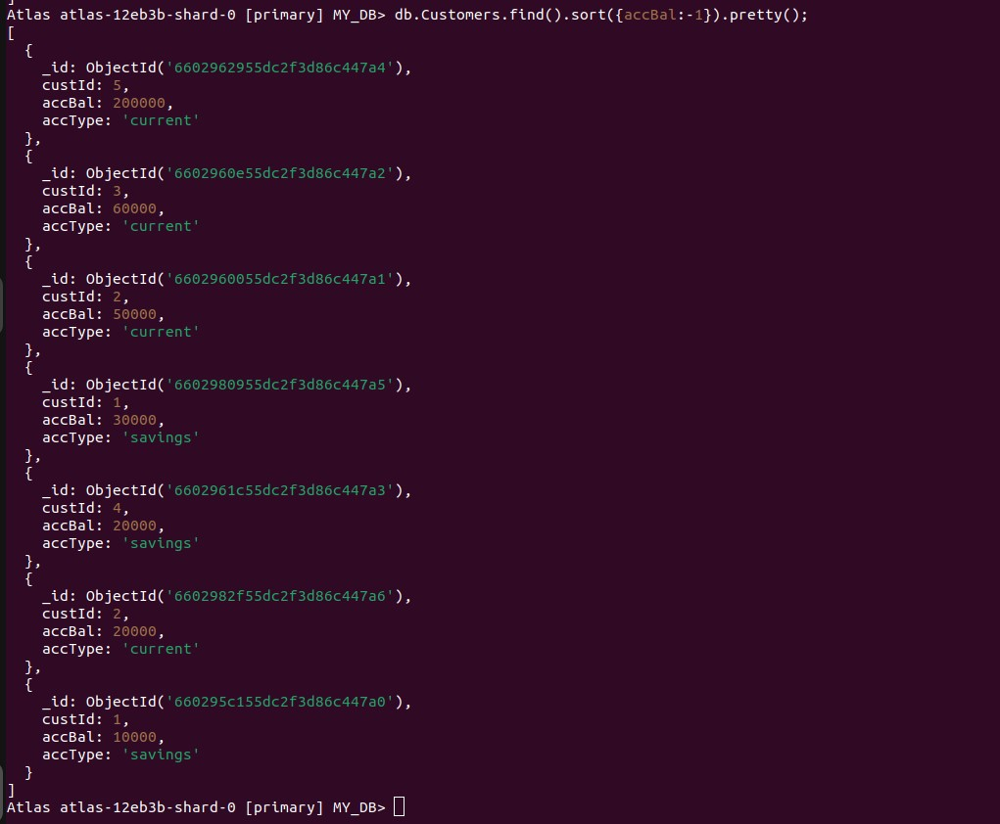 ]
Atlas atlas-12eb3b-shard-0 [primary] MY_DB> db.Customers.find().sort({accBal:-1}).pretty();
[
  {
    _id: ObjectId('6602962955dc2f3d86c447a4'),
    custId: 5,
    accBal: 200000,
    accType: 'current'
  },
  {
    _id: ObjectId('6602960e55dc2f3d86c447a2'),
    custId: 3,
    accBal: 60000,
    accType: 'current'
  },
  {
    _id: ObjectId('6602960055dc2f3d86c447a1'),
    custId: 2,
    accBal: 50000,
    accType: 'current'
  },
  {
    _id: ObjectId('6602980955dc2f3d86c447a5'),
    custId: 1,
    accBal: 30000,
    accType: 'savings'
  },
  {
    _id: ObjectId('6602961c55dc2f3d86c447a3'),
    custId: 4,
    accBal: 20000,
    accType: 'savings'
  },
  {
    _id: ObjectId('6602982f55dc2f3d86c447a6'),
    custId: 2,
    accBal: 20000,
    accType: 'current'
  },
  {
    _id: ObjectId('660295c155dc2f3d86c447a0'),
    custId: 1,
    accBal: 10000,
    accType: 'savings'
  }
]
Atlas atlas-12eb3b-shard-0 [primary] MY_DB>